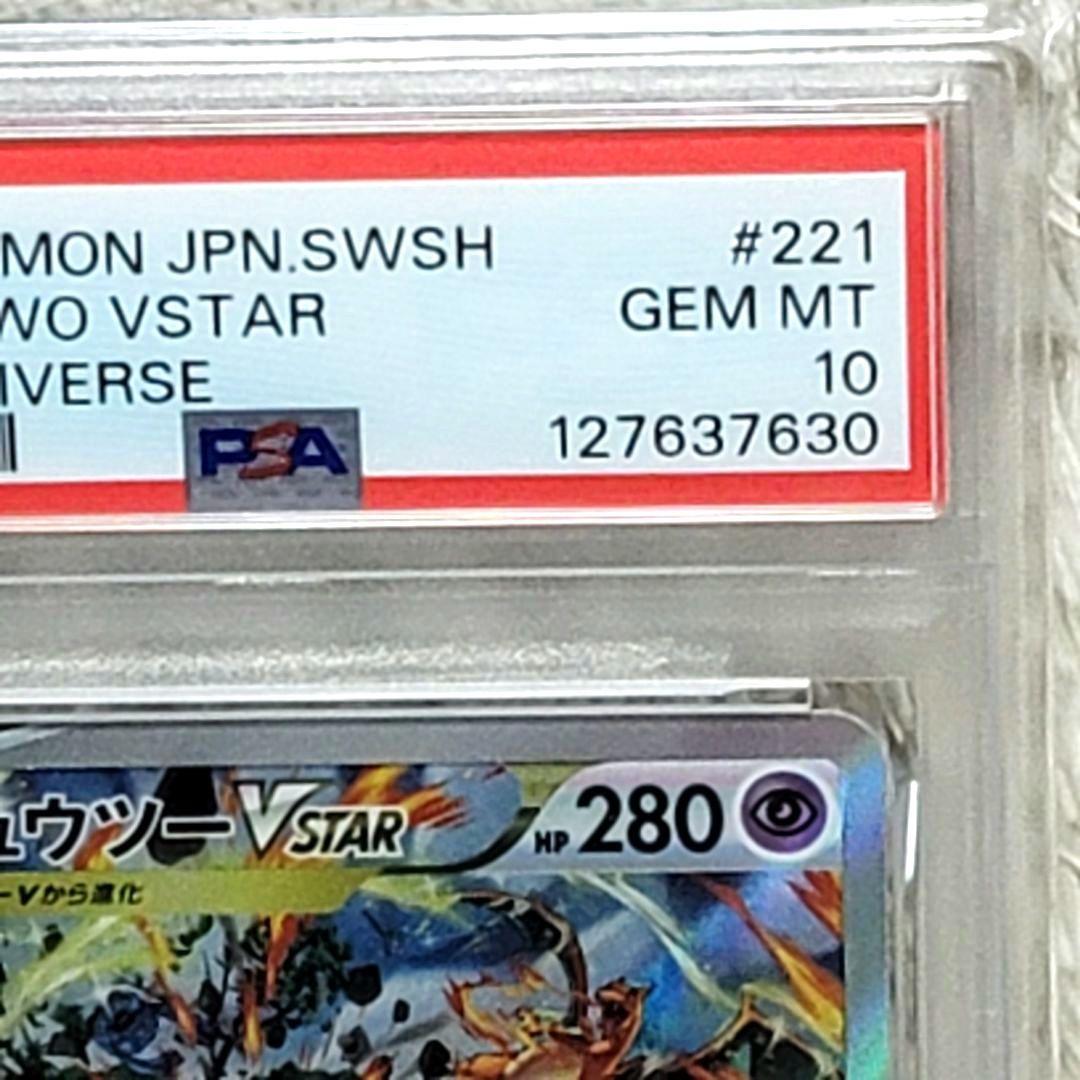 MON JPN.SWSH #221
WO VSTAR GEM MT
IVERSE 10
PSA 127637630
ュウツーVSTAR HP 280
ーVから進化